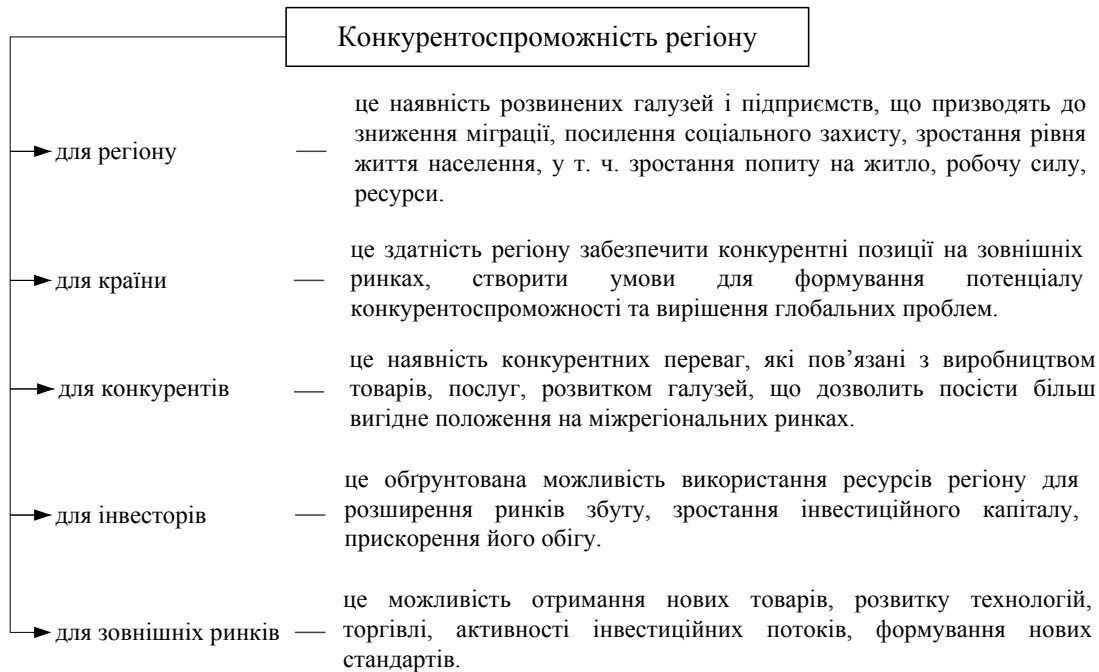 Конкурентоспроможність регіону
це наявність розвинених галузей і підприємств, що призводять до
зниження міграції, посилення соціального захисту, зростання рівня
для регіону — життя населення, у т. ч. зростання попиту на житло, робочу силу,
ресурси.
це здатність регіону забезпечити конкурентні позиції на зовнішніх
для країни — ринках, створити умови для формування потенціалу
конкурентоспроможності та вирішення глобальних проблем.
це наявність конкурентних переваг, які пов’язані з виробництвом
для конкурентів — товарів, послуг, розвитком галузей, що дозволить посісти більш
вигідне положення на міжрегіональних ринках.
це обґрунтована можливість використання ресурсів регіону для
для інвесторів — розширення ринків збуту, зростання інвестиційного капіталу,
прискорення його обігу.
це можливість отримання нових товарів, розвитку технологій,
для зовнішніх ринків — торгівлі, активності інвестиційних потоків, формування нових
стандартів.